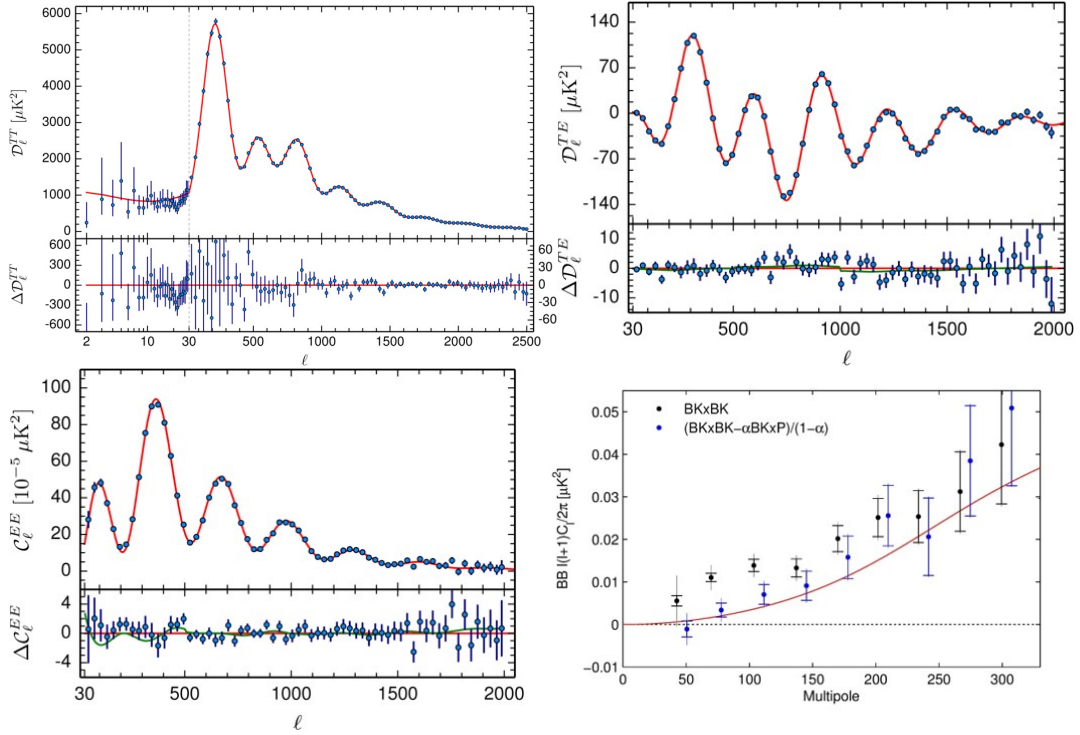 6000
5000
4000
3000
2000
1000
0
D_ℓ^{TT} [μK²]
600
300
0
-300
-600
ΔD_ℓ^{TT}
60
30
0
-30
-60
2 10 30 500 1000 1500 2000 2500
ℓ
140
70
0
-70
-140
D_ℓ^{TE} [μK²]
10
0
-10
ΔD_ℓ^{TE}
30 500 1000 1500 2000
ℓ
100
80
60
40
20
0
C_ℓ^{EE} [10⁻⁵ μK²]
4
0
-4
ΔC_ℓ^{EE}
30 500 1000 1500 2000
ℓ
BKxBK
(BKxBK−αBKxP)/(1−α)
0.05
0.04
0.03
0.02
0.01
0
−0.01
BB l(l+1)C_l/2π [μK²]
0 50 100 150 200 250 300
Multipole